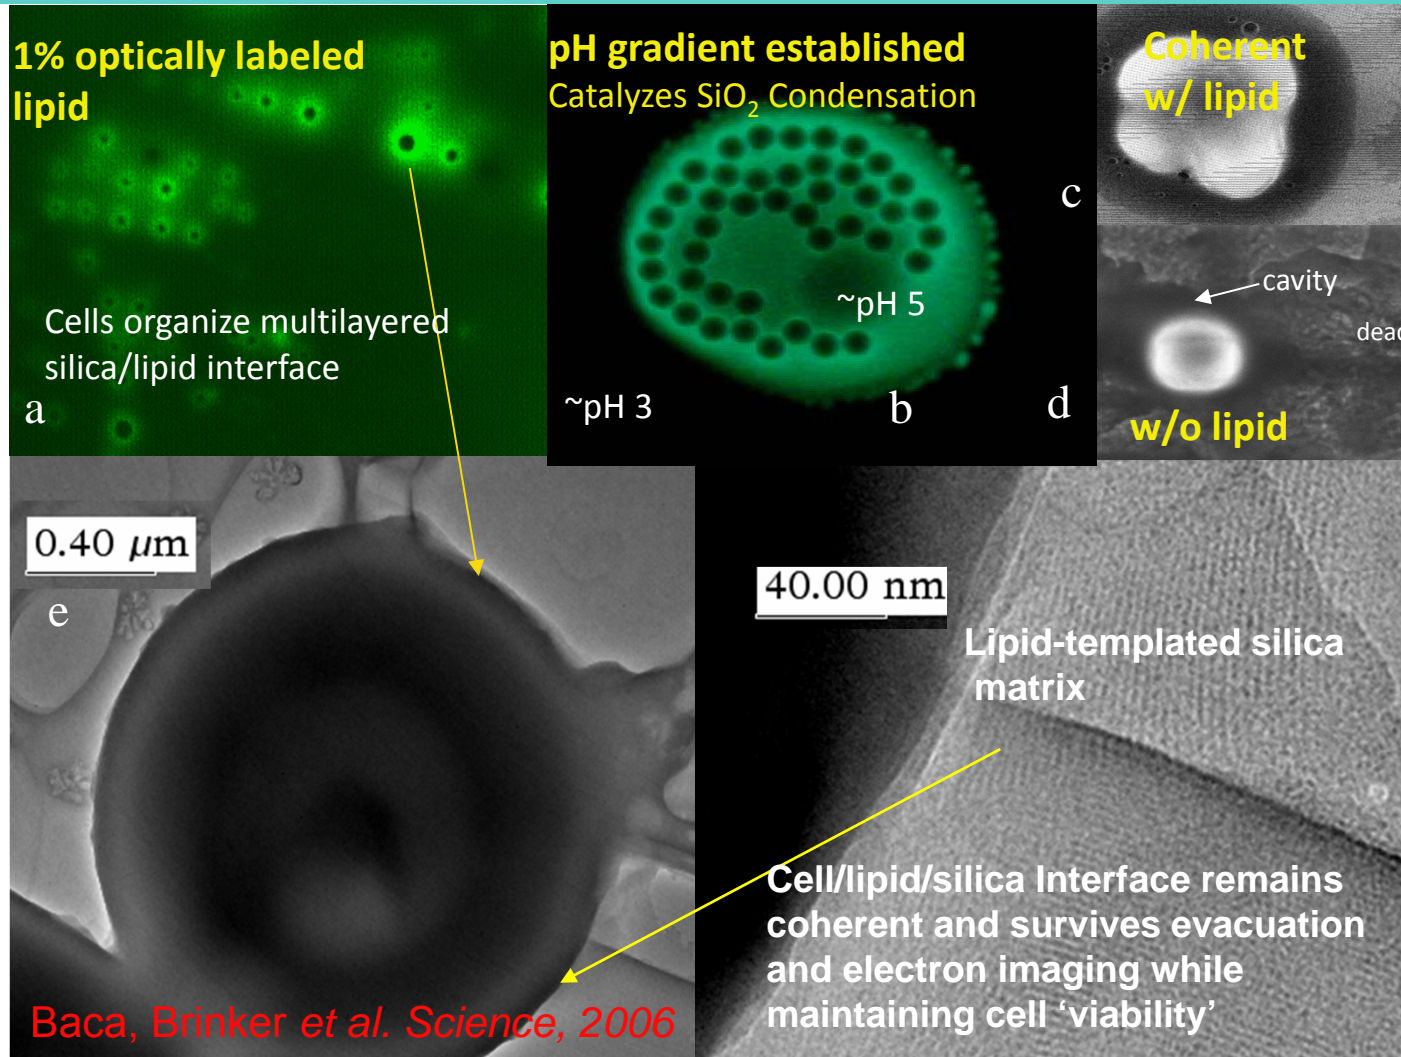 1% optically labeled
lipid
Cells organize multilayered
silica/lipid interface
a
pH gradient established
Catalyzes SiO₂ Condensation
~pH 5
~pH 3
b
c
d
Coherent
w/ lipid
cavity
dead
w/o lipid
0.40 μm
e
Baca, Brinker et al. Science, 2006
40.00 nm
Lipid-templated silica
matrix
Cell/lipid/silica Interface remains
coherent and survives evacuation
and electron imaging while
maintaining cell ‘viability’